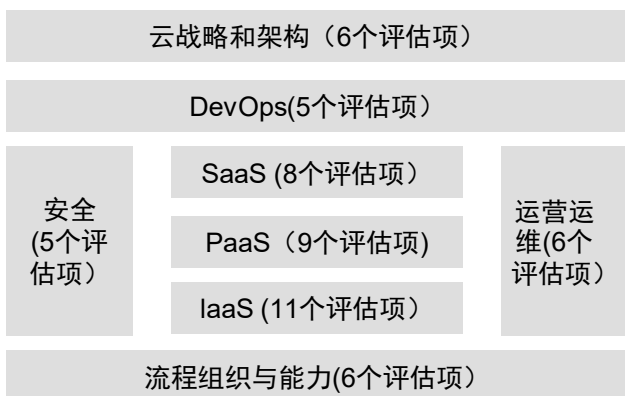 云战略和架构（6个评估项）
DevOps(5个评估项）
安全
(5个评
估项）
SaaS (8个评估项）
PaaS（9个评估项)
IaaS (11个评估项）
运营运
维(6个
评估项）
流程组织与能力(6个评估项）